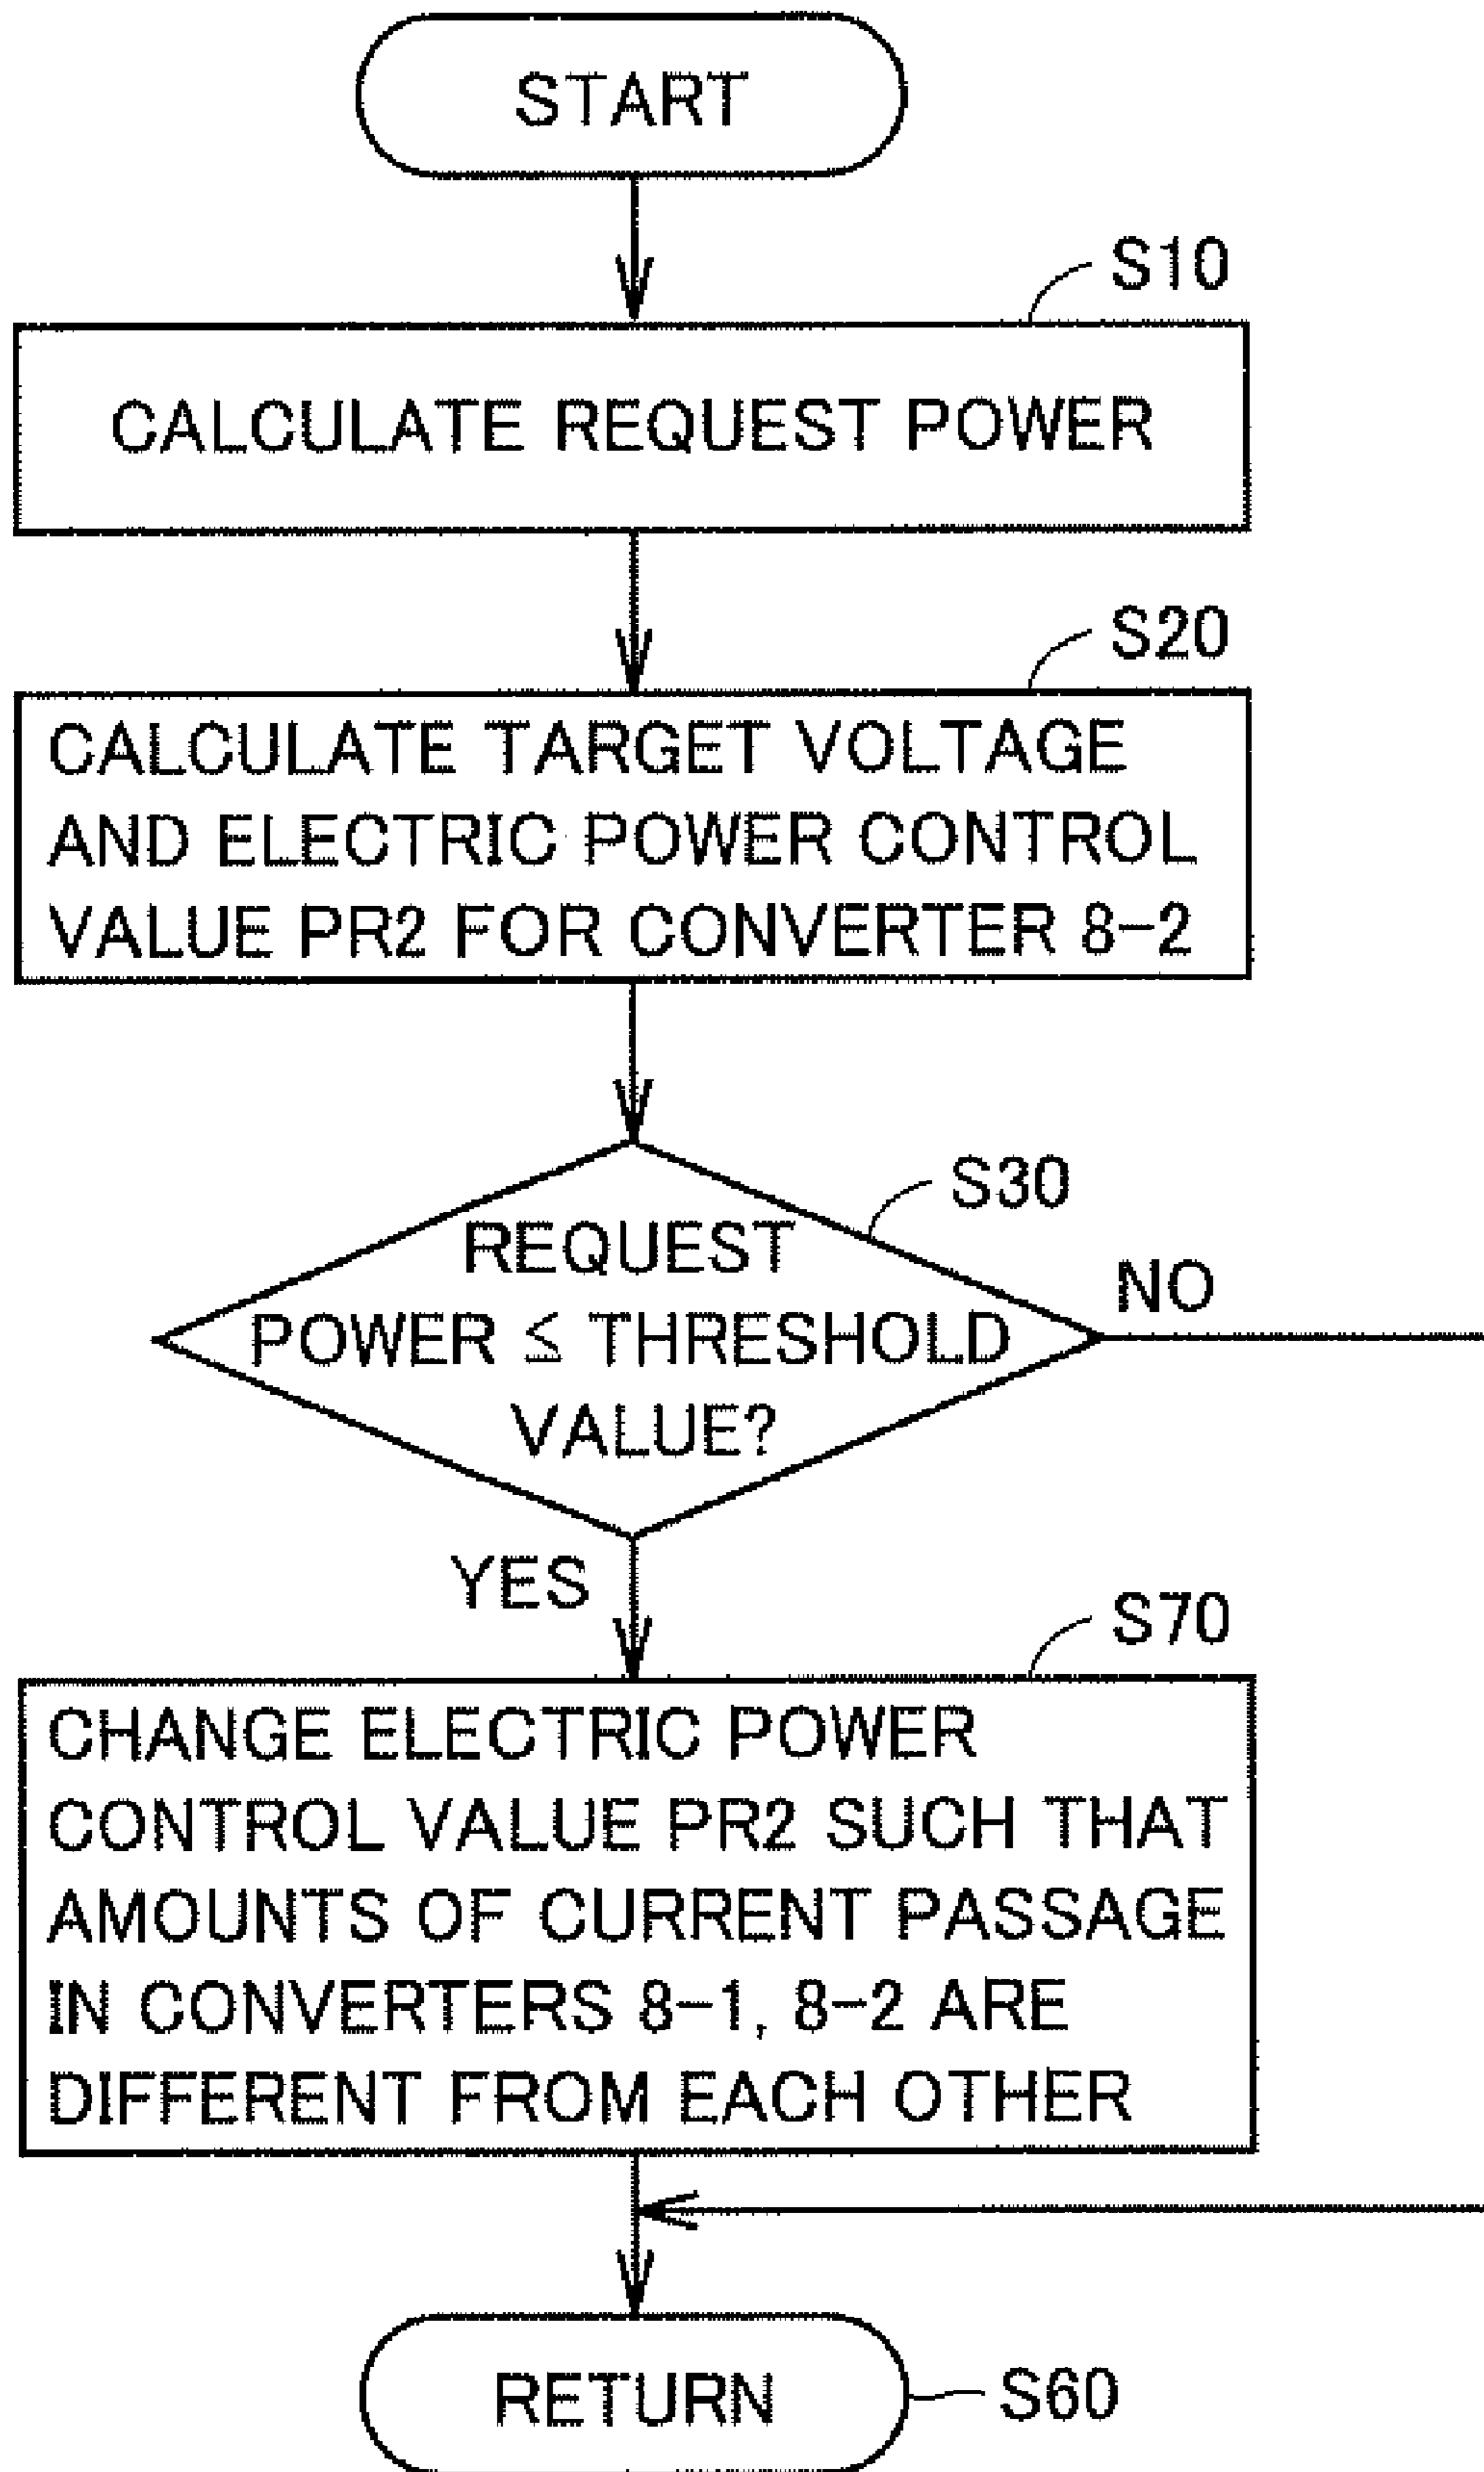 START
S10
CALCULATE REQUEST POWER
S20
CALCULATE TARGET VOLTAGE
AND ELECTRIC POWER CONTROL
VALUE PR2 FOR CONVERTER 8-2
S30
REQUEST
POWER ≦ THRESHOLD
VALUE?
NO
YES
S70
CHANGE ELECTRIC POWER
CONTROL VALUE PR2 SUCH THAT
AMOUNTS OF CURRENT PASSAGE
IN CONVERTERS 8-1, 8-2 ARE
DIFFERENT FROM EACH OTHER
RETURN
S60